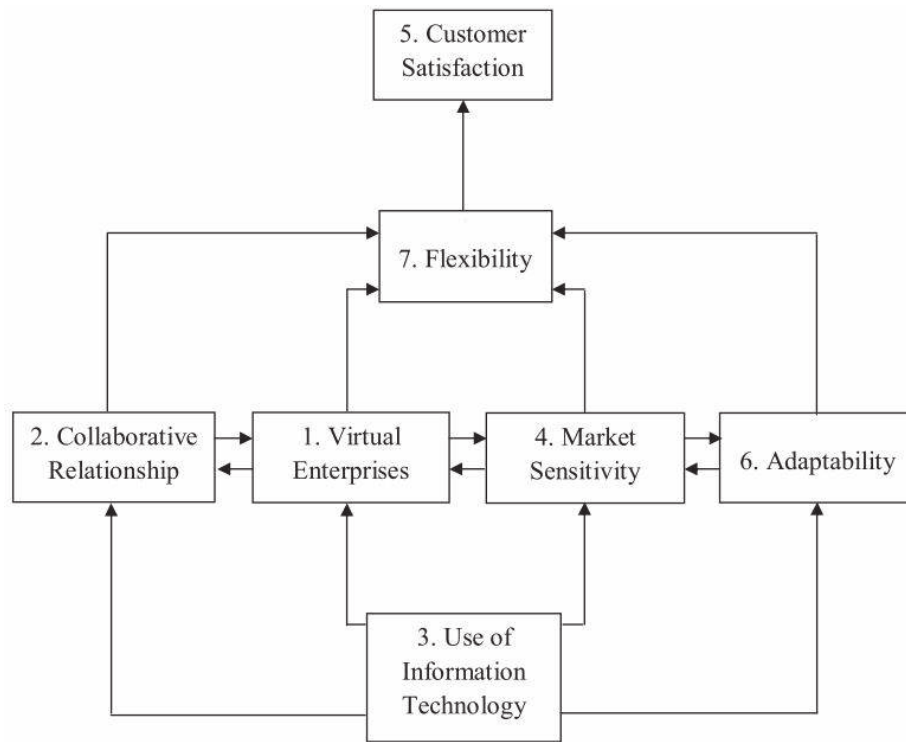 5. Customer
Satisfaction
7. Flexibility
2. Collaborative
Relationship
1. Virtual
Enterprises
4. Market
Sensitivity
6. Adaptability
3. Use of
Information
Technology